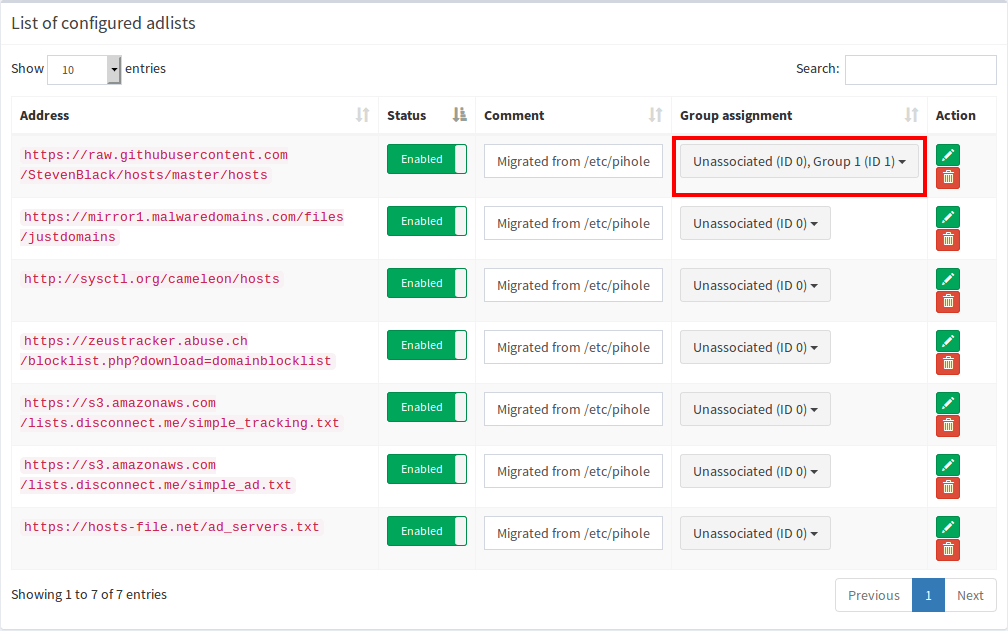 List of configured adlists
Show 10 entries Search:
Address Status Comment Group assignment Action
https://raw.githubusercontent.com
/StevenBlack/hosts/master/hosts
Enabled Migrated from /etc/pihole Unassociated (ID 0), Group 1 (ID 1)
https://mirror1.malwaredomains.com/files
/justdomains
Enabled Migrated from /etc/pihole Unassociated (ID 0)
http://sysctl.org/cameleon/hosts Enabled Migrated from /etc/pihole Unassociated (ID 0)
https://zeustracker.abuse.ch
/blocklist.php?download=domainblocklist
Enabled Migrated from /etc/pihole Unassociated (ID 0)
https://s3.amazonaws.com
/lists.disconnect.me/simple_tracking.txt
Enabled Migrated from /etc/pihole Unassociated (ID 0)
https://s3.amazonaws.com
/lists.disconnect.me/simple_ad.txt
Enabled Migrated from /etc/pihole Unassociated (ID 0)
https://hosts-file.net/ad_servers.txt Enabled Migrated from /etc/pihole Unassociated (ID 0)
Showing 1 to 7 of 7 entries Previous 1 Next